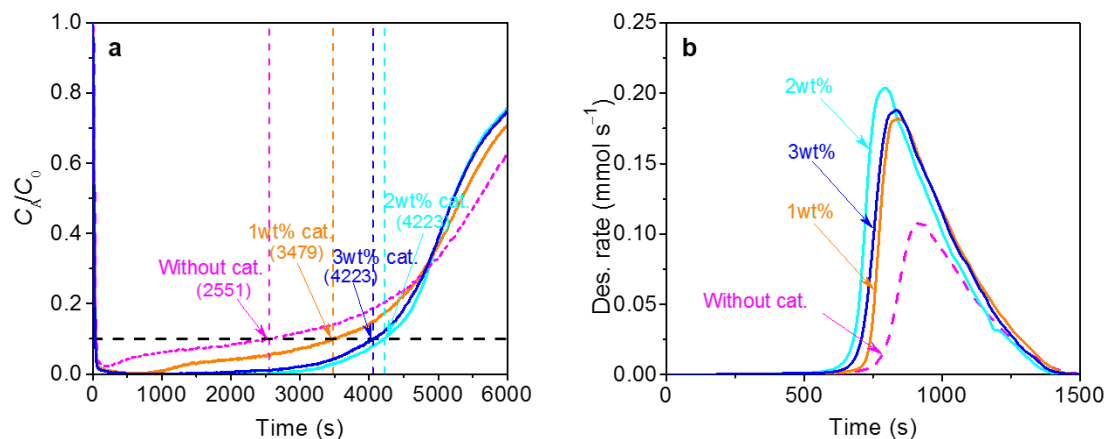 a
C_A/C_0
1.0
0.8
0.6
0.4
0.2
0.0
2wt% cat.
(4223)
1wt% cat.
(3479)
3wt% cat.
(4223)
Without cat.
(2551)
0 1000 2000 3000 4000 5000 6000
Time (s)
b
Des. rate (mmol s⁻¹)
0.25
0.20
0.15
0.10
0.05
0.00
2wt%
3wt%
1wt%
Without cat.
0 500 1000 1500
Time (s)